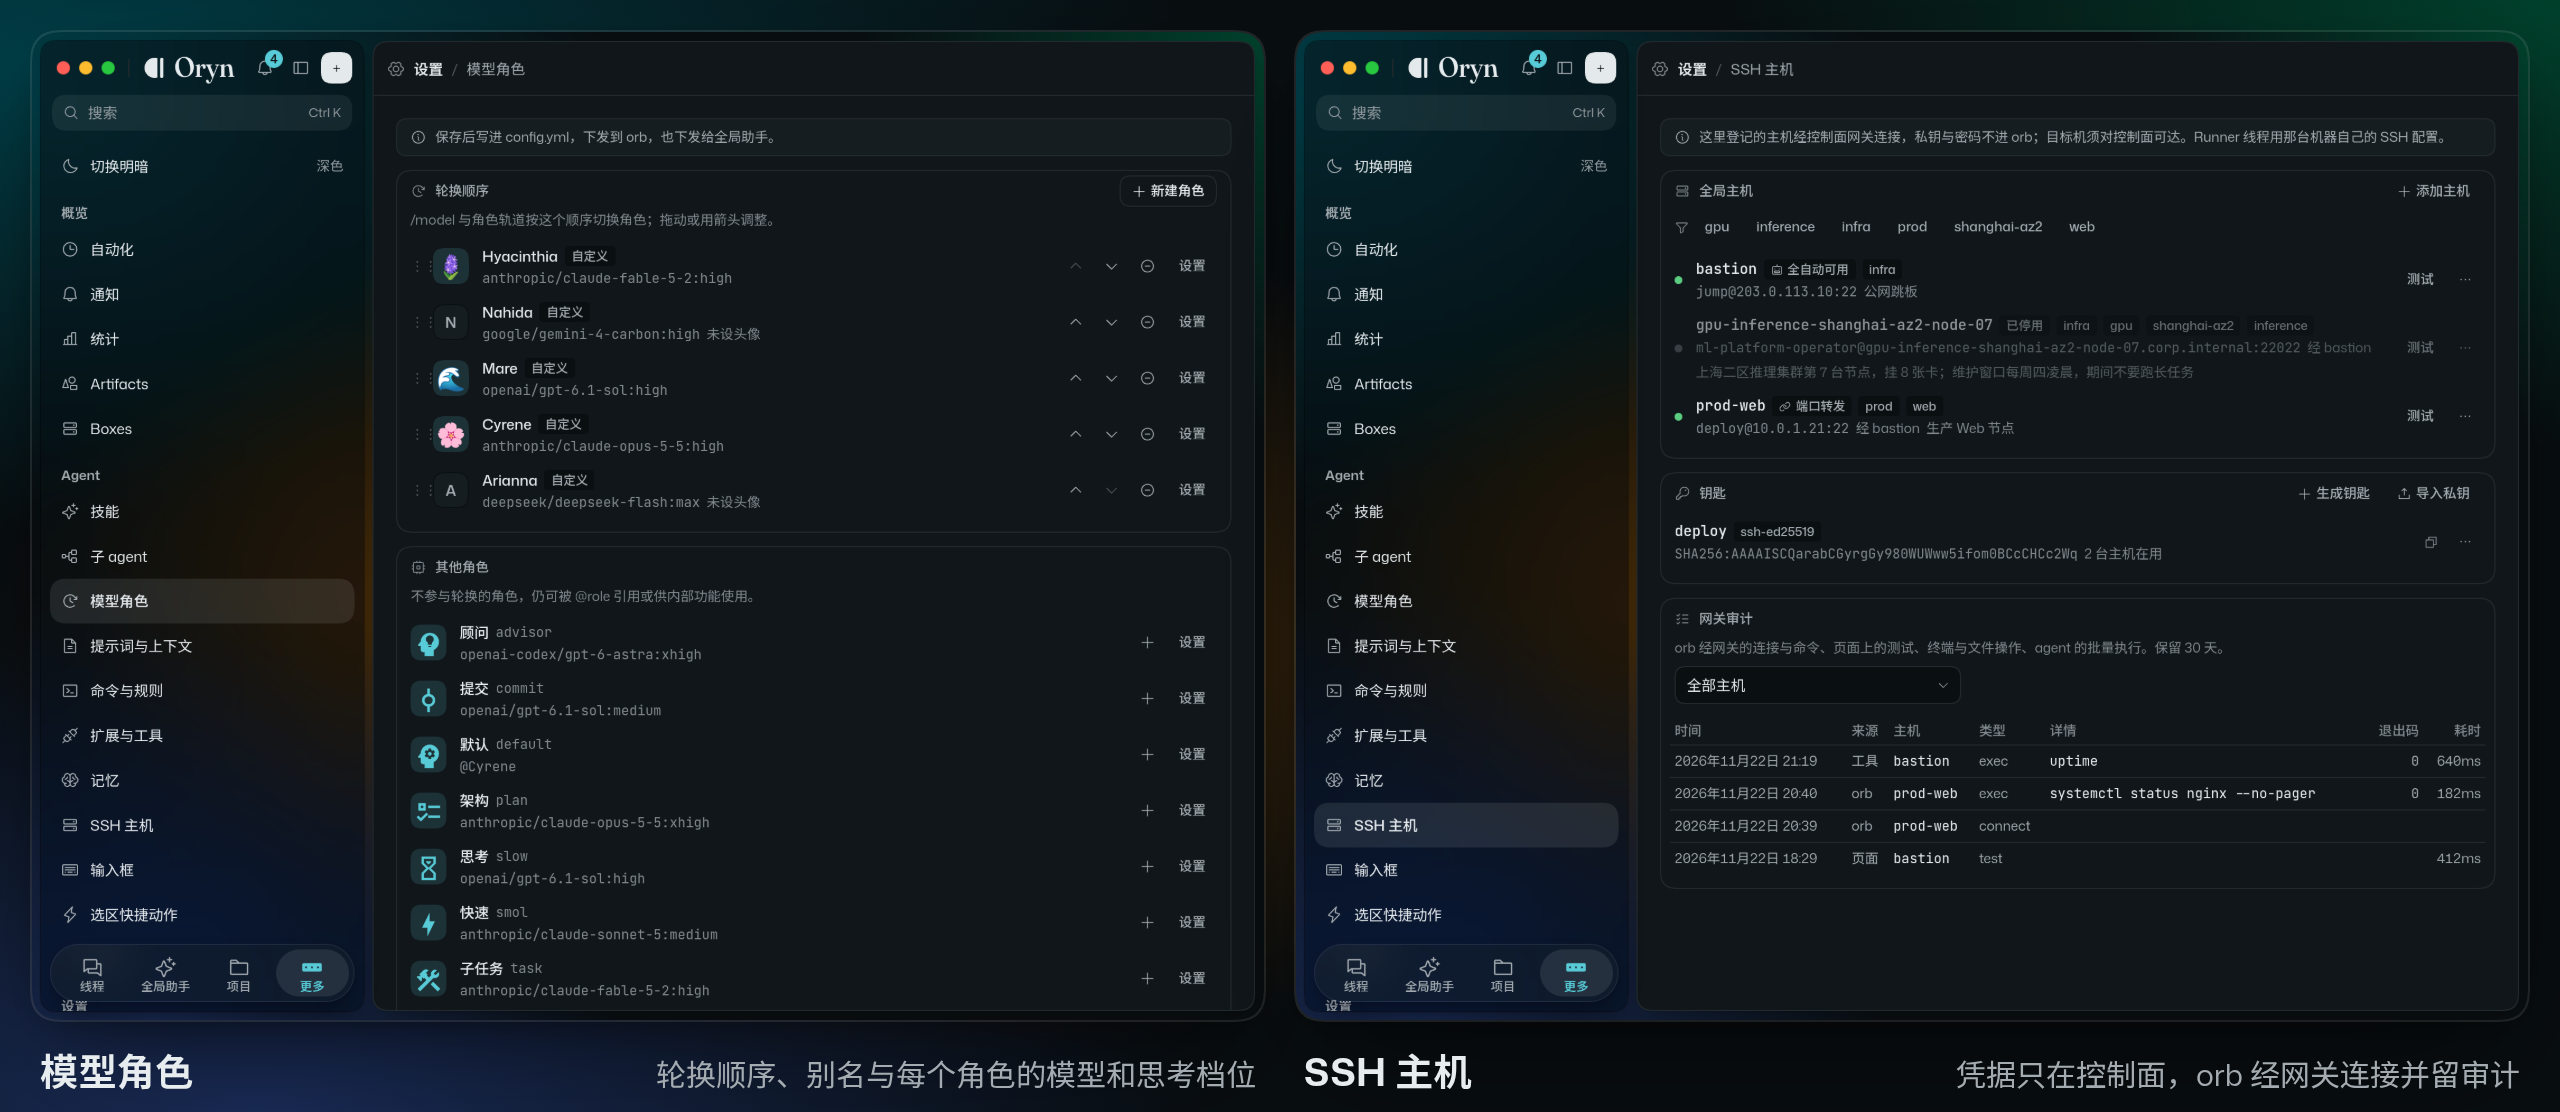 Oryn
4
+
搜索 Ctrl K
切换明暗 深色
概览
自动化
通知
统计
Artifacts
Boxes
Agent
技能
子 agent
模型角色
提示词与上下文
命令与规则
扩展与工具
记忆
SSH 主机
输入框
选区快捷动作
线程 全局助手 项目 更多
设置
设置 / 模型角色
保存后写进 config.yml，下发到 orb，也下发给全局助手。
轮换顺序 + 新建角色
/model 与角色轨道按这个顺序切换角色；拖动或用箭头调整。
Hyacinthia 自定义
anthropic/claude-fable-5-2:high
设置
N
Nahida 自定义
google/gemini-4-carbon:high 未设头像
设置
Mare 自定义
openai/gpt-6.1-sol:high
设置
Cyrene 自定义
anthropic/claude-opus-5-5:high
设置
A
Arianna 自定义
deepseek/deepseek-flash:max 未设头像
设置
其他角色
不参与轮换的角色，仍可被 @role 引用或供内部功能使用。
顾问 advisor
openai-codex/gpt-6-astra:xhigh
设置
提交 commit
openai/gpt-6.1-sol:medium
设置
默认 default
@Cyrene
设置
架构 plan
anthropic/claude-opus-5-5:xhigh
设置
思考 slow
openai/gpt-6.1-sol:high
设置
快速 smol
anthropic/claude-sonnet-5:medium
设置
子任务 task
anthropic/claude-fable-5-2:high
设置
模型角色
轮换顺序、别名与每个角色的模型和思考档位
Oryn
4
+
搜索 Ctrl K
切换明暗 深色
概览
自动化
通知
统计
Artifacts
Boxes
Agent
技能
子 agent
模型角色
提示词与上下文
命令与规则
扩展与工具
记忆
SSH 主机
输入框
选区快捷动作
线程 全局助手 项目 更多
设置
设置 / SSH 主机
这里登记的主机经控制面网关连接，私钥与密码不进 orb；目标机须对控制面可达。Runner 线程用那台机器自己的 SSH 配置。
全局主机 + 添加主机
gpu inference infra prod shanghai-az2 web
bastion 全自动可用 infra
jump@203.0.113.10:22 公网跳板
测试 ···
gpu-inference-shanghai-az2-node-07 已停用 infra gpu shanghai-az2 inference
ml-platform-operator@gpu-inference-shanghai-az2-node-07.corp.internal:22022 经 bastion
测试 ···
上海二区推理集群第 7 台节点，挂 8 张卡；维护窗口每周四凌晨，期间不要跑长任务
prod-web 端口转发 prod web
deploy@10.0.1.21:22 经 bastion 生产 Web 节点
测试 ···
钥匙 + 生成钥匙 导入私钥
deploy ssh-ed25519
SHA256:AAAAISCQarabCGyrgGy980WUWww5ifom0BCcCHCc2Wq 2 台主机在用
···
网关审计
orb 经网关的连接与命令、页面上的测试、终端与文件操作、agent 的批量执行。保留 30 天。
全部主机
时间 来源 主机 类型 详情 退出码 耗时
2026年11月22日 21:19 工具 bastion exec uptime 0 640ms
2026年11月22日 20:40 orb prod-web exec systemctl status nginx --no-pager 0 182ms
2026年11月22日 20:39 orb prod-web connect
2026年11月22日 18:29 页面 bastion test 412ms
SSH 主机
凭据只在控制面，orb 经网关连接并留审计